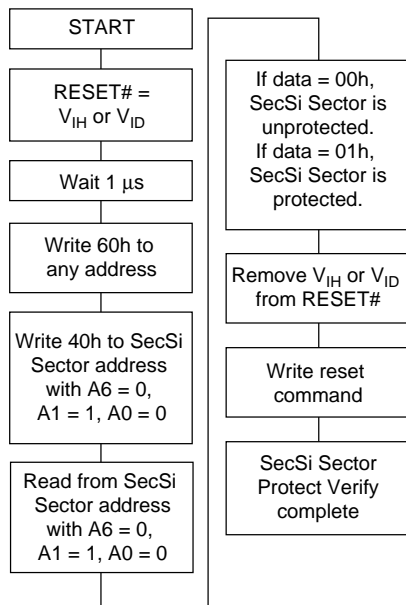 START
RESET# =
VIH or VID
Wait 1 μs
Write 60h to
any address
Write 40h to SecSi
Sector address
with A6 = 0,
A1 = 1, A0 = 0
Read from SecSi
Sector address
with A6 = 0,
A1 = 1, A0 = 0
If data = 00h,
SecSi Sector is
unprotected.
If data = 01h,
SecSi Sector is
protected.
Remove VIH or VID
from RESET#
Write reset
command
SecSi Sector
Protect Verify
complete